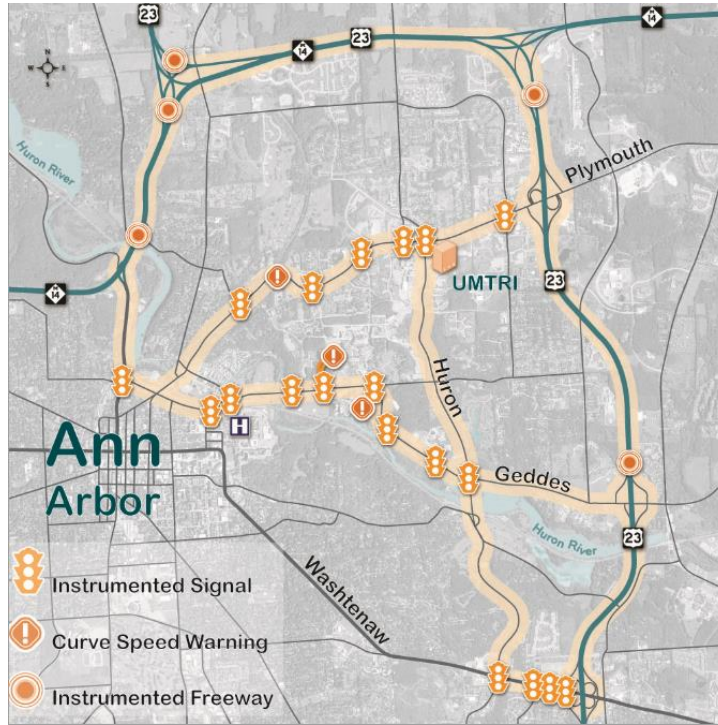 23
N
W
E
S
M
14
23
M
14
Huron River
Plymouth
UMTRI
23
M
14
Huron
H
Ann
Arbor
Geddes
Huron River
23
Washtenaw
Instrumented Signal
Curve Speed Warning
Instrumented Freeway